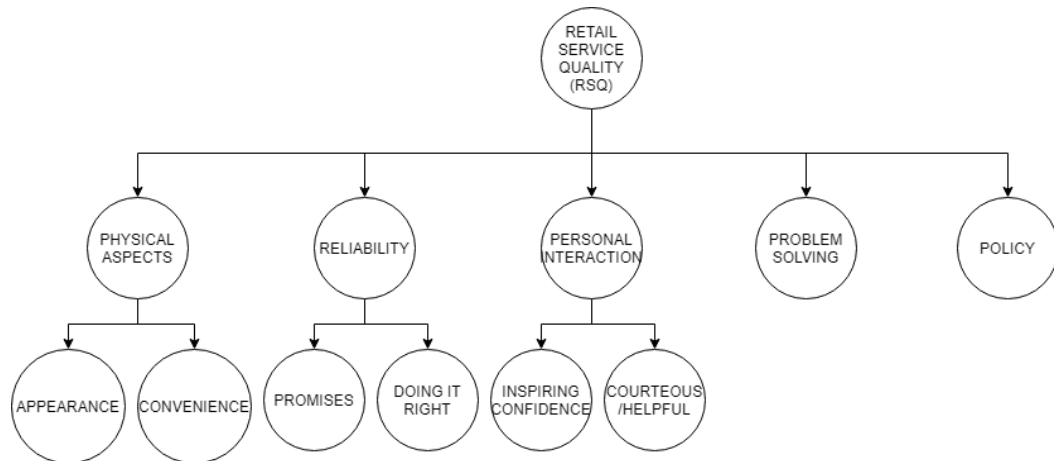 RETAIL
SERVICE
QUALITY
(RSQ)
PHYSICAL
ASPECTS
RELIABILITY
PERSONAL
INTERACTION
PROBLEM
SOLVING
POLICY
APPEARANCE
CONVENIENCE
PROMISES
DOING IT
RIGHT
INSPIRING
CONFIDENCE
COURTEOUS
/HELPFUL